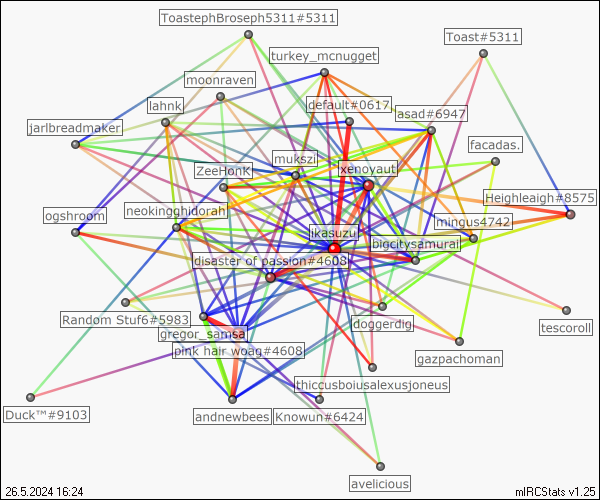 ToastephBroseph5311#5311
Toast#5311
turkey_mcnugget
moonraven
default#0617
lahnk
asad#6947
jarlbreadmaker
facadas.
mukszi
xenoyaut
ZeeHonK
Heighleaigh#8575
neokingghidorah
ogshroom
mingus4742
likasuzu
bigcitysamurai
disaster of passion#4608
Random Stuf6#5983
doggerdig
tescoroll
gregor_samsa
pink hair woag#4608
gazpachoman
thiccusboiusalexusjoneus
Duck™#9103
andnewbees
Knowun#6424
avelicious
26.5.2024 16:24
mIRCStats v1.25